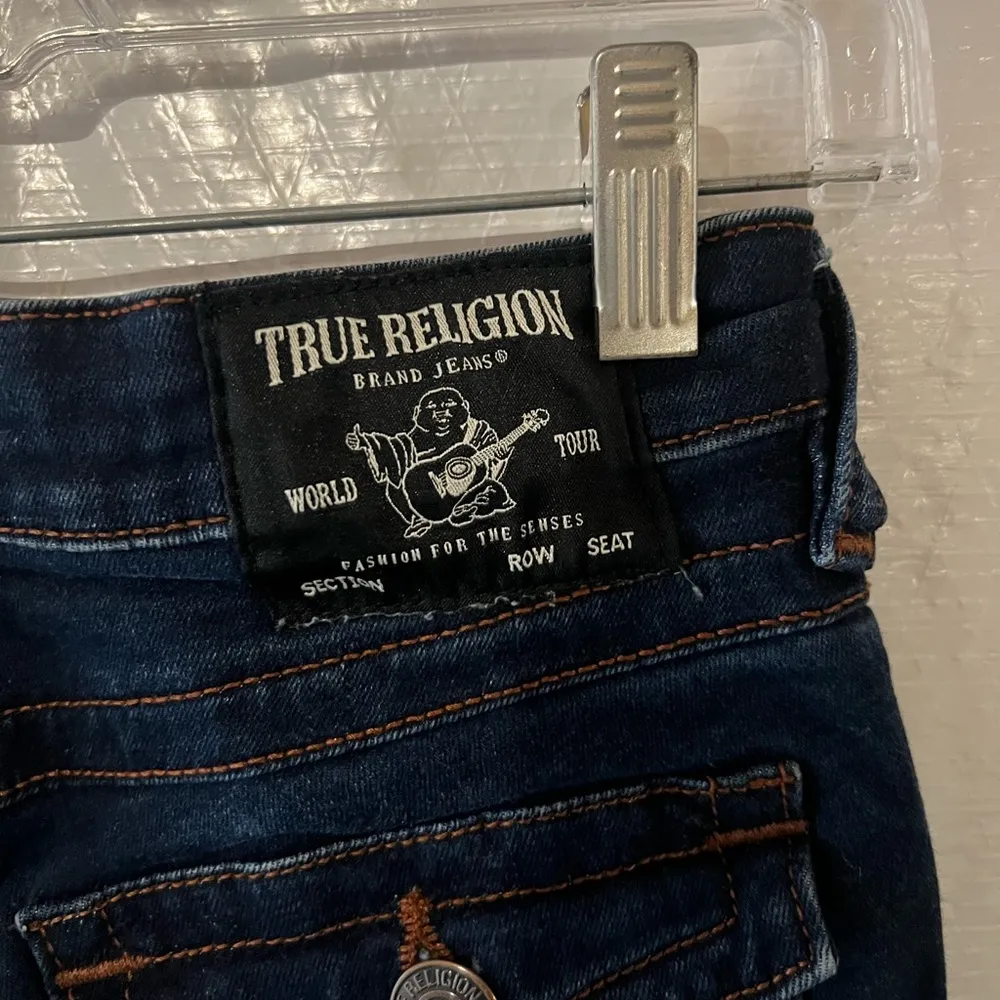 TRUE RELIGION
BRAND JEANS®
WORLD TOUR
FASHION FOR THE SENSES
SECTION ROW SEAT
RELIGION